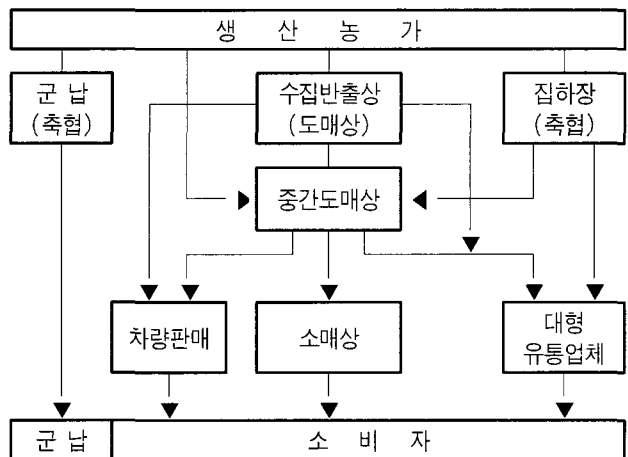 생 산 농 가
군 납
(축협)
수집반출상
(도매상)
집하장
(축협)
중간도매상
차량판매
소매상
대형
유통업체
군 납
소 비 자